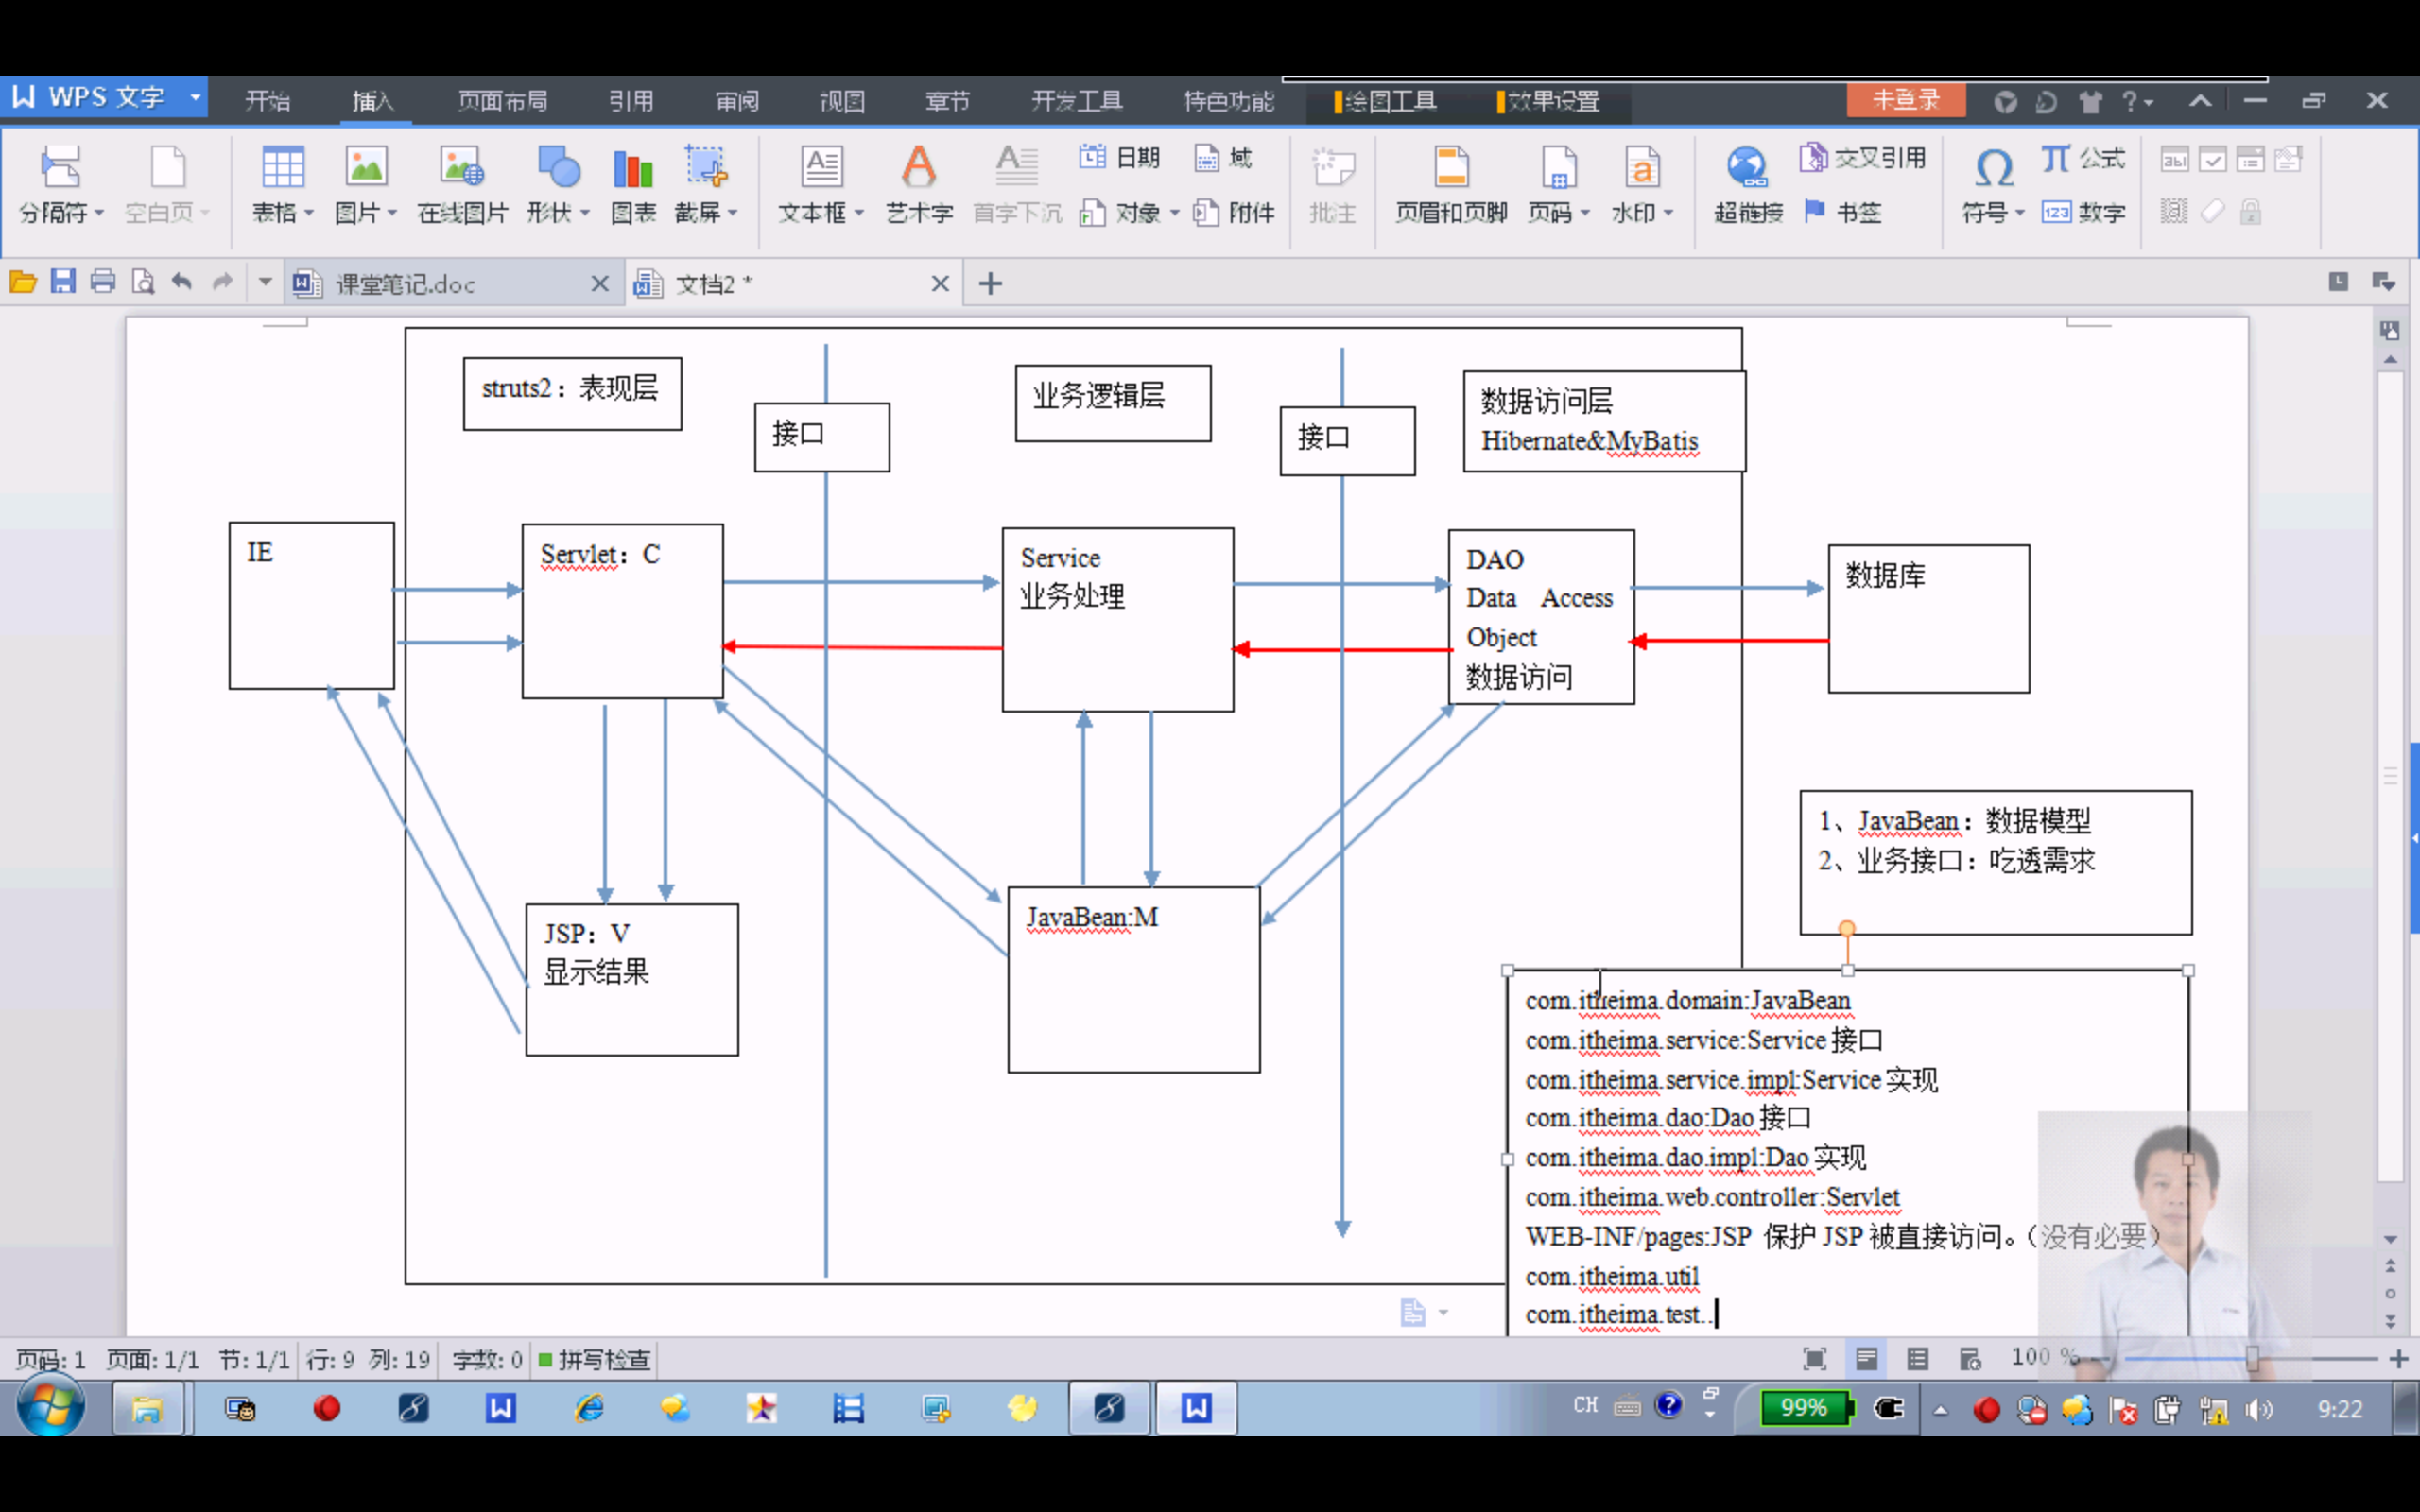 WPS 文字
开始 插入 页面布局 引用 审阅 视图 章节 开发工具 特色功能 绘图工具 效果设置 未登录
分隔符 空白页 表格 图片 在线图片 形状 图表 截屏 文本框 艺术字 首字下沉 日期 对象 域 附件 批注 页眉和页脚 页码 水印 超链接 交叉引用 书签 符号 公式 数字
课堂笔记.doc
文档2 *
struts2：表现层
接口
业务逻辑层
接口
数据访问层
Hibernate&MyBatis
IE
Servlet：C
Service
业务处理
DAO
Data Access
Object
数据访问
数据库
JSP：V
显示结果
JavaBean:M
1、JavaBean：数据模型
2、业务接口：吃透需求
com.itheima.domain:JavaBean
com.itheima.service:Service 接口
com.itheima.service.impl:Service 实现
com.itheima.dao:Dao 接口
com.itheima.dao.impl:Dao 实现
com.itheima.web.controller:Servlet
WEB-INF/pages:JSP 保护 JSP 被直接访问。（没有必要）
com.itheima.util
com.itheima.test..
页码: 1 页面: 1/1 节: 1/1 行: 9 列: 19 字数: 0 拼写检查 100 %
CH 99% 9:22